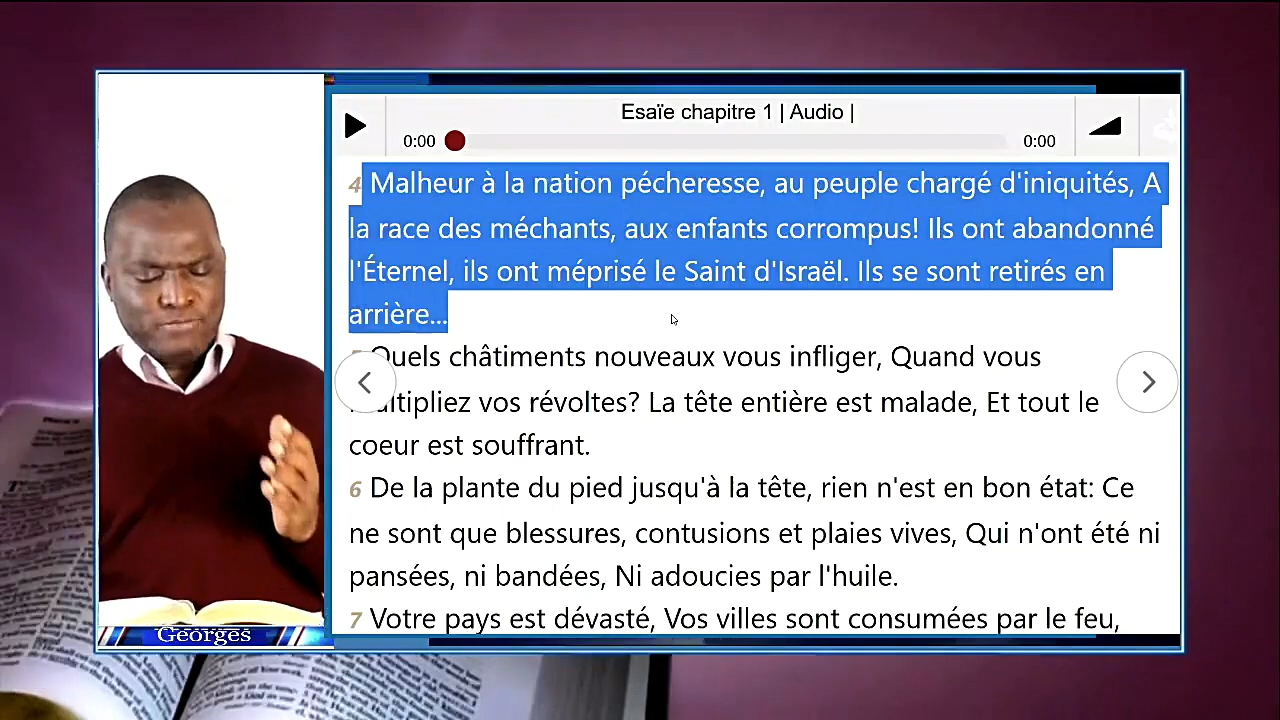 Esaïe chapitre 1 | Audio |
0:00
0:00
4 Malheur à la nation pécheresse, au peuple chargé d'iniquités, A
la race des méchants, aux enfants corrompus! Ils ont abandonné
l'Éternel, ils ont méprisé le Saint d'Israël. Ils se sont retirés en
arrière...
Quels châtiments nouveaux vous infliger, Quand vous
vos révoltes? La tête entière est malade, Et tout le
coeur est souffrant.
6 De la plante du pied jusqu'à la tête, rien n'est en bon état: Ce
ne sont que blessures, contusions et plaies vives, Qui n'ont été ni
pansées, ni bandées, Ni adoucies par l'huile.
7 Votre pays est dévasté, Vos villes sont consumées par le feu,
Georges